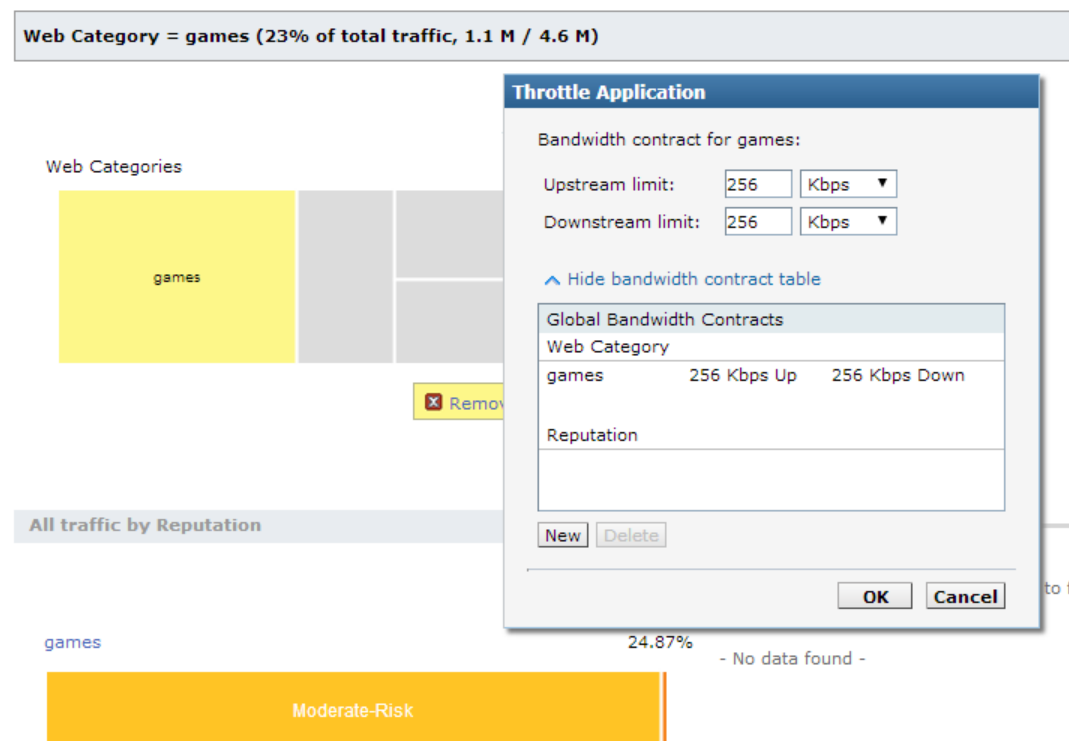 Web Category = games (23% of total traffic, 1.1 M / 4.6 M)
Throttle Application
Bandwidth contract for games:
Upstream limit: 256 Kbps
Downstream limit: 256 Kbps
Hide bandwidth contract table
Global Bandwidth Contracts
Web Category
games 256 Kbps Up 256 Kbps Down
Reputation
New Delete
OK Cancel
Web Categories
games
Remov
All traffic by Reputation
to
games 24.87%
- No data found -
Moderate-Risk